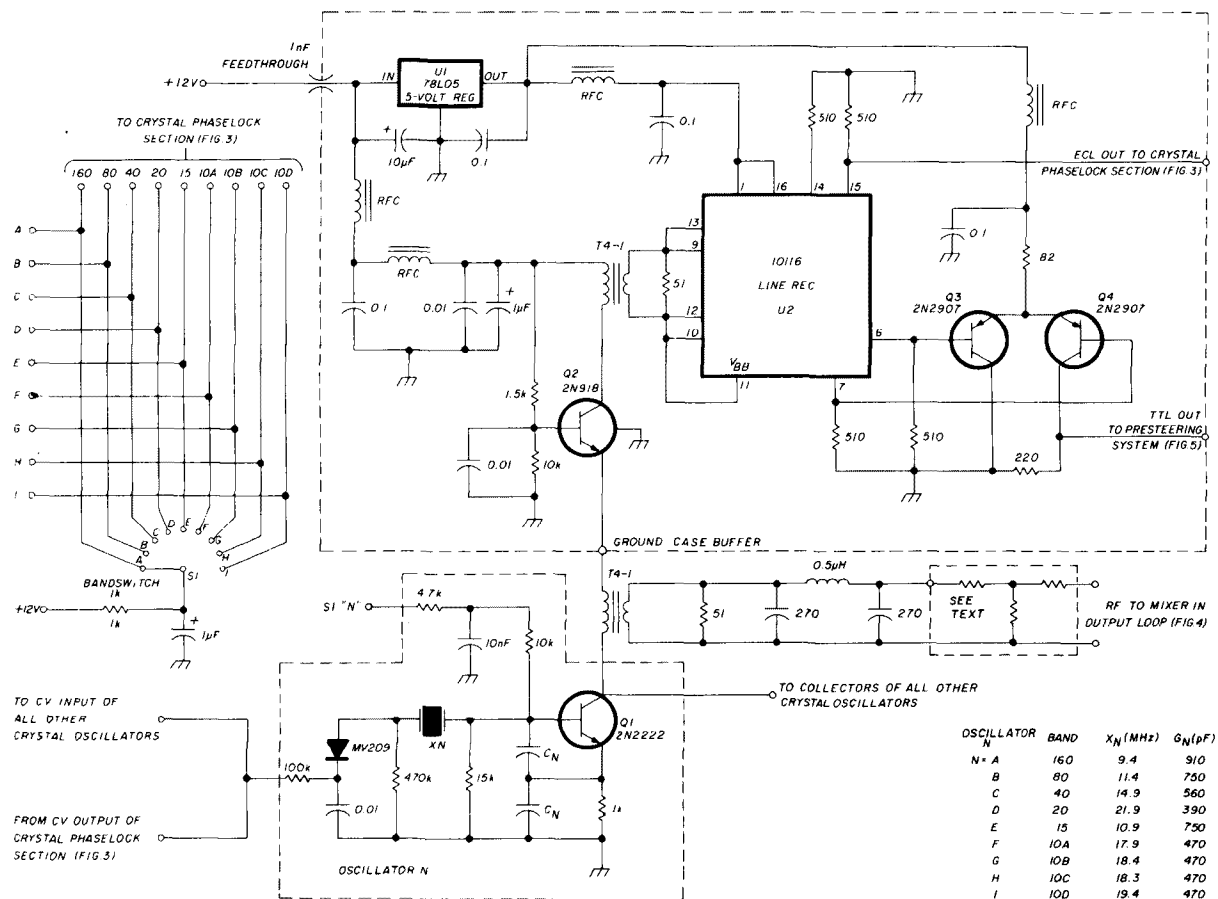 1nF
FEEDTHROUGH
+12V
IN
U1
78L05
5-VOLT REG
OUT
RFC
0.1
510
510
RFC
+
10µF
0.1
TO CRYSTAL PHASELOCK
SECTION (FIG. 3)
160 80 40 20 15 10A 10B 10C 10D
RFC
ECL OUT TO CRYSTAL
PHASELOCK SECTION (FIG.3)
1 16 14 15
A
B
C
D
E
F
G
H
I
RFC
0.1
0.01
+
1µF
T4-1
51
13
9
12
10
10116
LINE REC
U2
VBB
11
7
6
0.1
82
Q3
2N2907
Q4
2N2907
1.5k
Q2
2N918
0.01
10k
510
510
220
TTL OUT
TO PRESTEERING
SYSTEM (FIG.5)
A B C D E F G H I
S1
BANDSWITCH
1k
+12V
1k
+
1µF
GROUND CASE BUFFER
S1 "N"
47k
10nF
10k
T4-1
51
270
0.5µH
270
SEE
TEXT
RF TO MIXER IN
OUTPUT LOOP (FIG.4)
TO COLLECTORS OF ALL OTHER
CRYSTAL OSCILLATORS
TO CV INPUT OF
ALL OTHER
CRYSTAL OSCILLATORS
100k
MV209
XN
470k
15k
CN
CN
Q1
2N2222
1k
0.01
FROM CV OUTPUT OF
CRYSTAL PHASELOCK
SECTION (FIG.3)
OSCILLATOR N
OSCILLATOR N BAND XN (MHz) GN (pF)
N= A 160 9.4 910
B 80 11.4 750
C 40 14.9 560
D 20 21.9 390
E 15 10.9 750
F 10A 17.9 470
G 10B 18.4 470
H 10C 18.3 470
I 10D 19.4 470